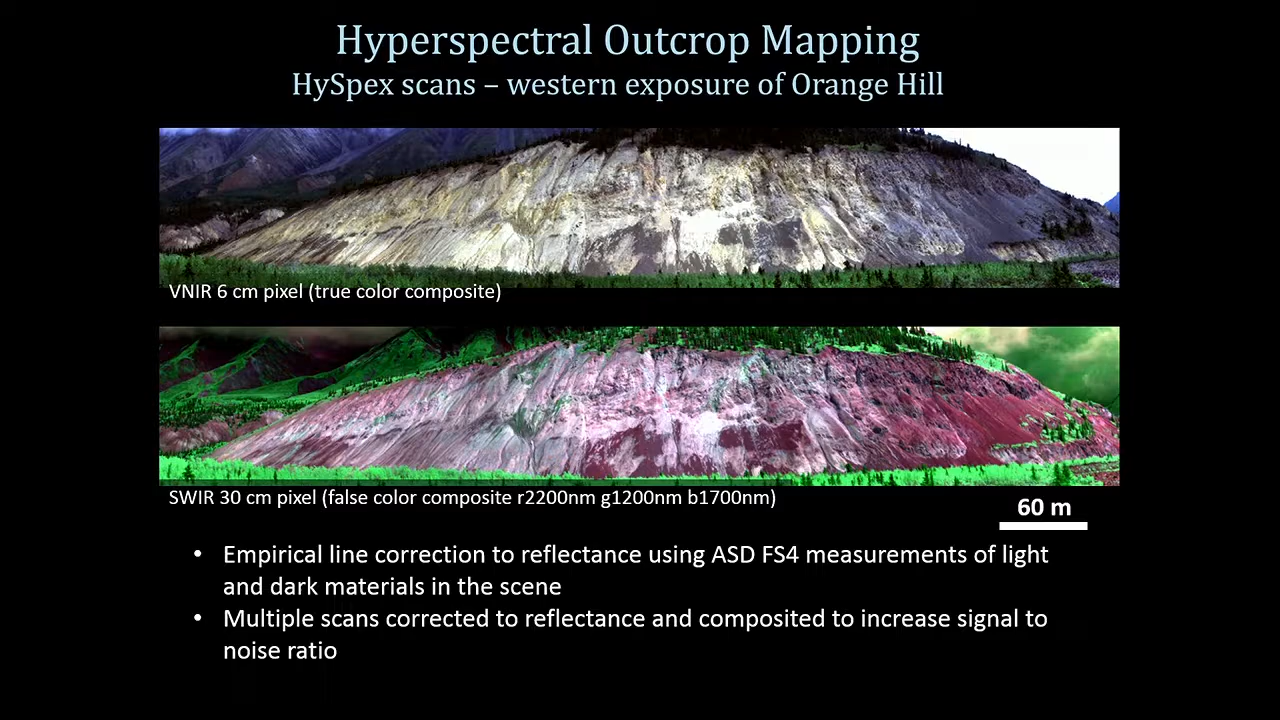 Hyperspectral Outcrop Mapping
HySpex scans – western exposure of Orange Hill
VNIR 6 cm pixel (true color composite)
SWIR 30 cm pixel (false color composite r2200nm g1200nm b1700nm)
60 m
• Empirical line correction to reflectance using ASD FS4 measurements of light
and dark materials in the scene
• Multiple scans corrected to reflectance and composited to increase signal to
noise ratio